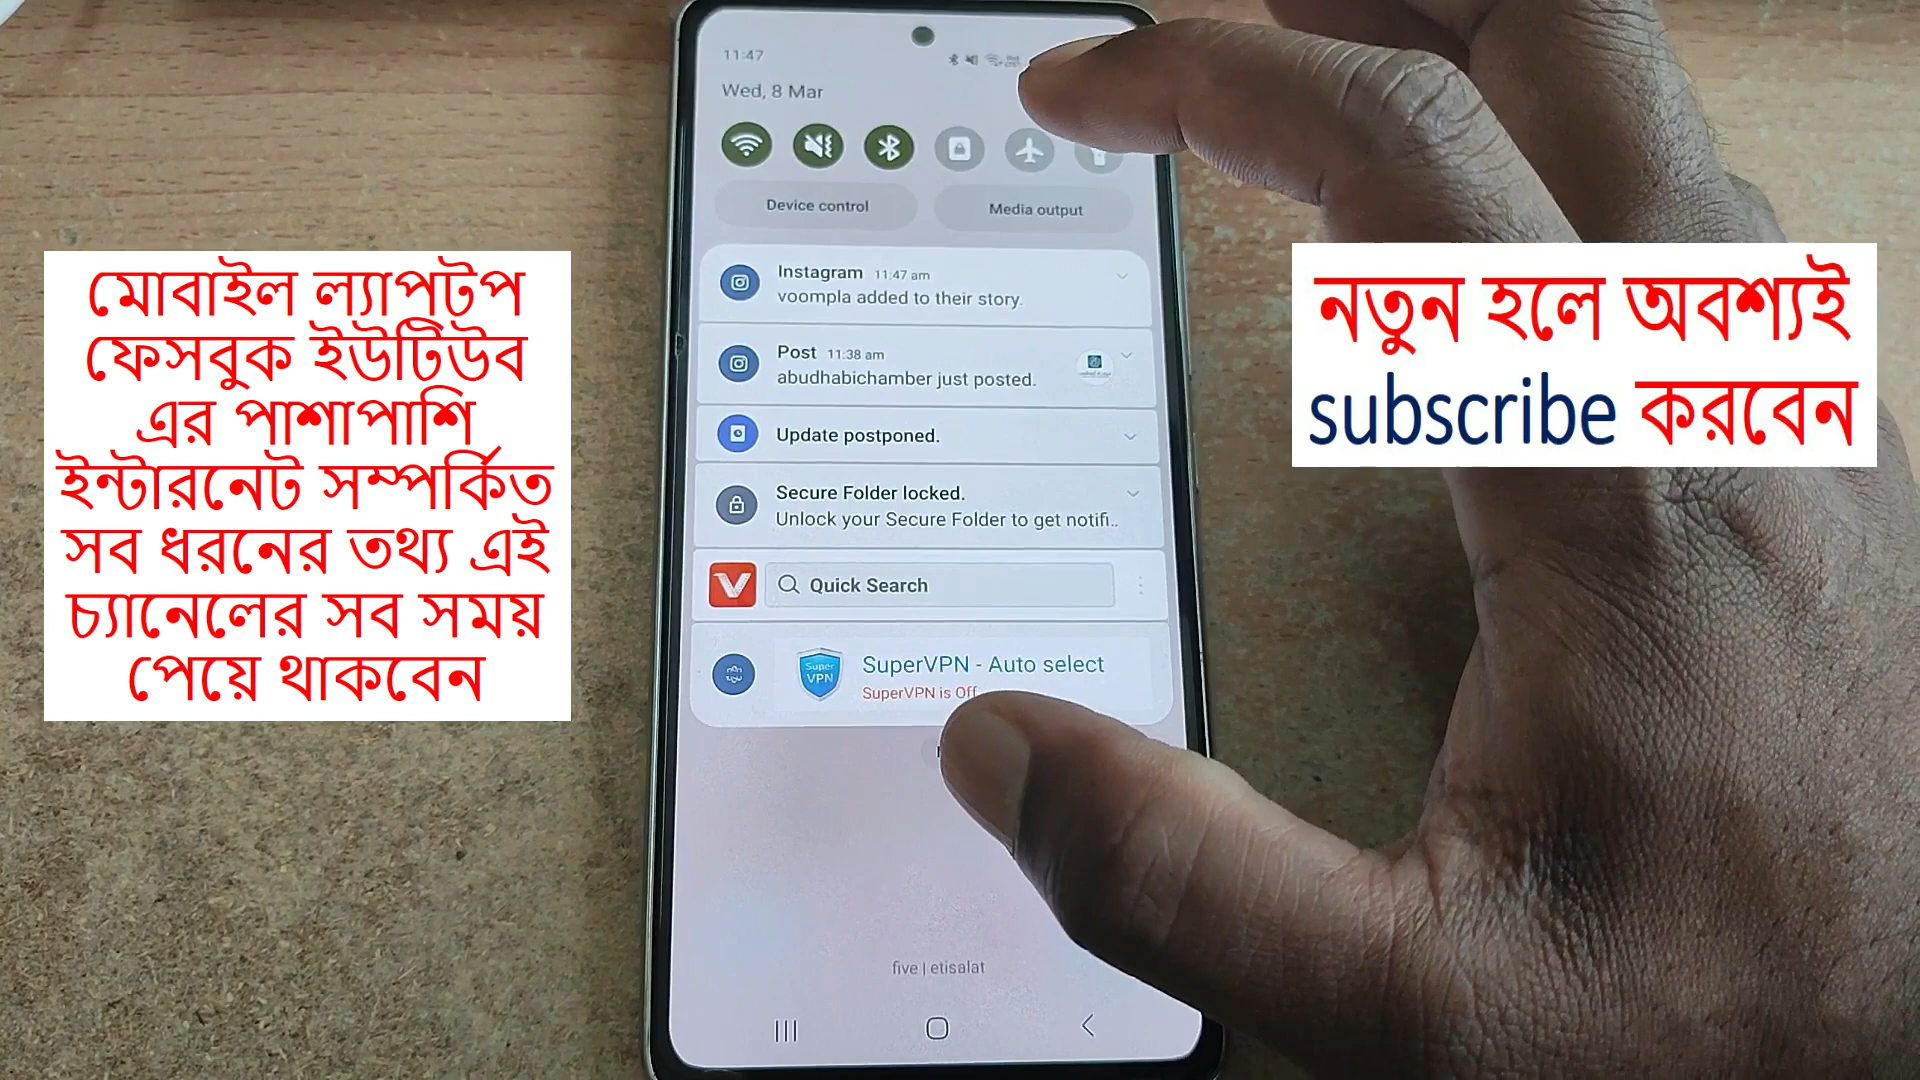 11:47
Wed, 8 Mar
Device control
Media output
Instagram 11:47 am
voompla added to their story.
Post 11:38 am
abudhabichamber just posted.
Update postponed.
Secure Folder locked.
Unlock your Secure Folder to get notifi..
Quick Search
Super
VPN
SuperVPN - Auto select
SuperVPN is Off
five | etisalat
মোবাইল ল্যাপটপ
ফেসবুক ইউটিউব
এর পাশাপাশি
ইন্টারনেট সম্পর্কিত
সব ধরনের তথ্য এই
চ্যানেলের সব সময়
পেয়ে থাকবেন
নতুন হলে অবশ্যই
subscribe করবেন